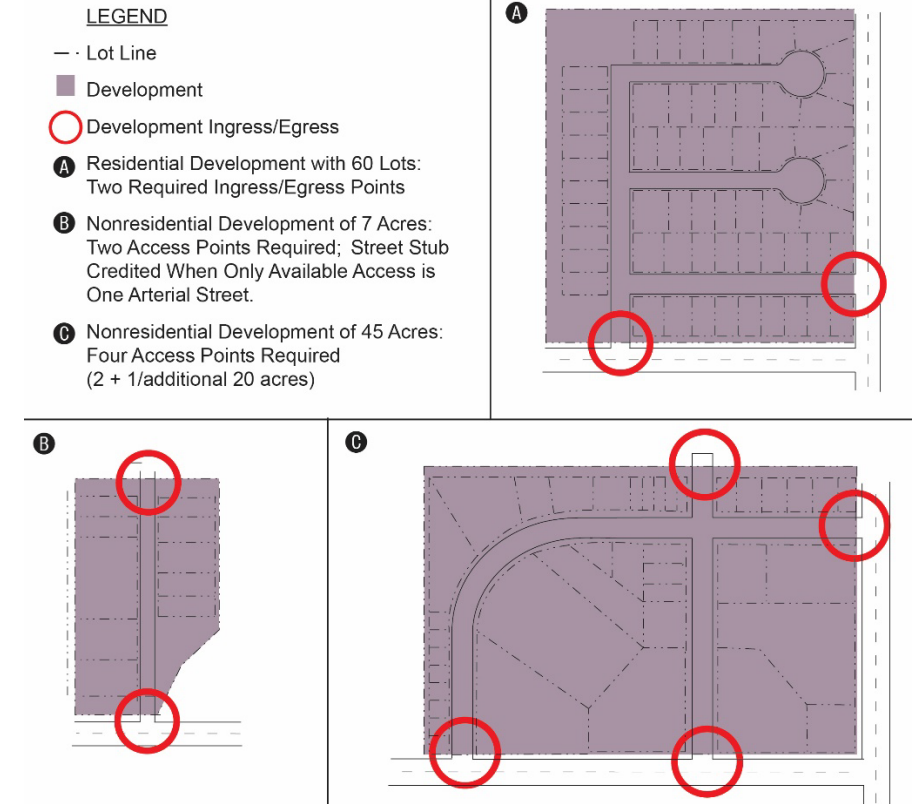 LEGEND
Lot Line
Development
Development Ingress/Egress
A Residential Development with 60 Lots:
Two Required Ingress/Egress Points
B Nonresidential Development of 7 Acres:
Two Access Points Required; Street Stub
Credited When Only Available Access is
One Arterial Street.
C Nonresidential Development of 45 Acres:
Four Access Points Required
(2 + 1/additional 20 acres)
A
B
C